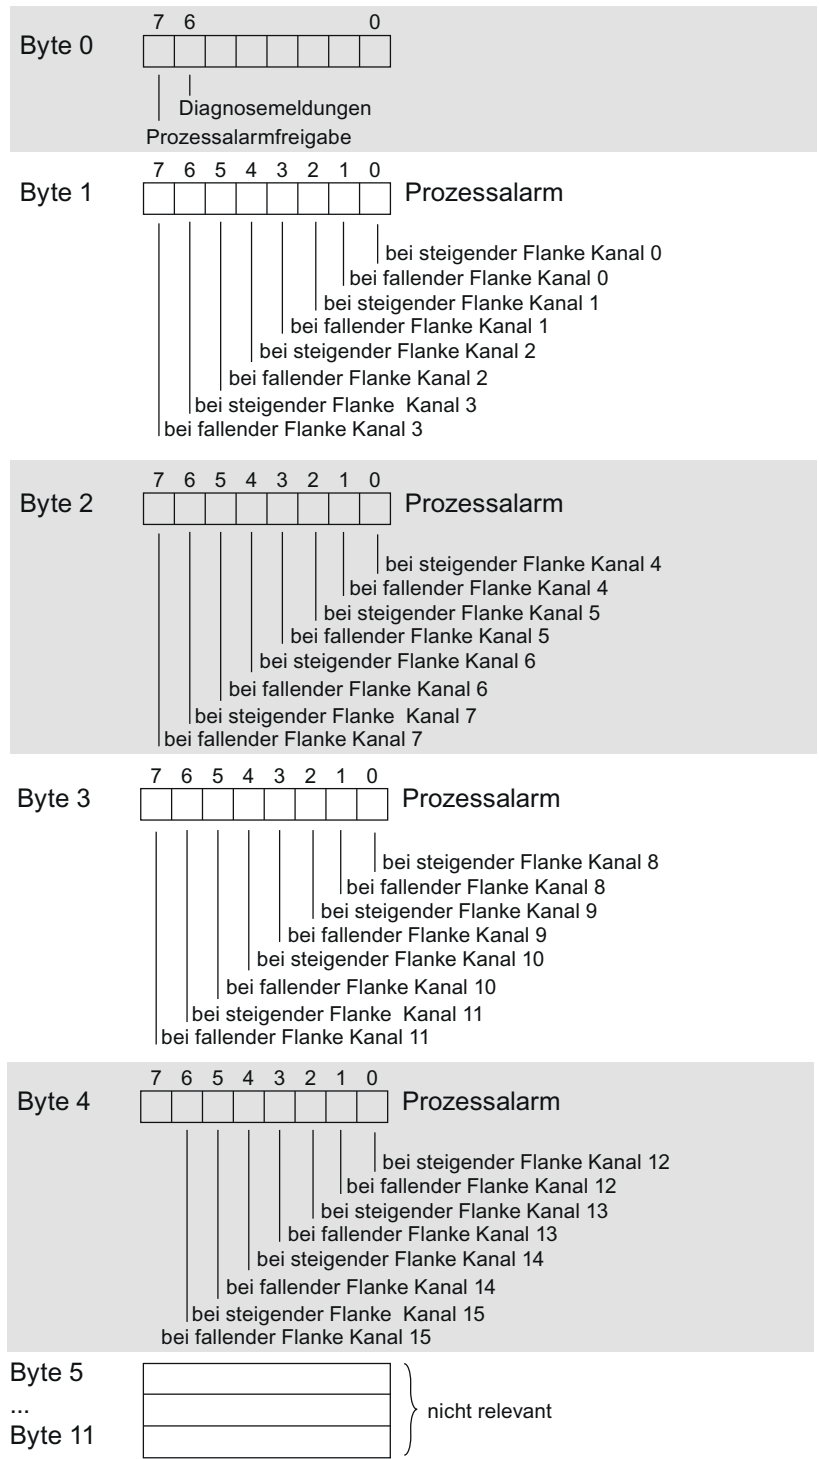 7 6 0
Byte 0
Diagnosemeldungen
Prozessalarmfreigabe
7 6 5 4 3 2 1 0
Byte 1 Prozessalarm
bei steigender Flanke Kanal 0
bei fallender Flanke Kanal 0
bei steigender Flanke Kanal 1
bei fallender Flanke Kanal 1
bei steigender Flanke Kanal 2
bei fallender Flanke Kanal 2
bei steigender Flanke Kanal 3
bei fallender Flanke Kanal 3
7 6 5 4 3 2 1 0
Byte 2 Prozessalarm
bei steigender Flanke Kanal 4
bei fallender Flanke Kanal 4
bei steigender Flanke Kanal 5
bei fallender Flanke Kanal 5
bei steigender Flanke Kanal 6
bei fallender Flanke Kanal 6
bei steigender Flanke Kanal 7
bei fallender Flanke Kanal 7
7 6 5 4 3 2 1 0
Byte 3 Prozessalarm
bei steigender Flanke Kanal 8
bei fallender Flanke Kanal 8
bei steigender Flanke Kanal 9
bei fallender Flanke Kanal 9
bei steigender Flanke Kanal 10
bei fallender Flanke Kanal 10
bei steigender Flanke Kanal 11
bei fallender Flanke Kanal 11
7 6 5 4 3 2 1 0
Byte 4 Prozessalarm
bei steigender Flanke Kanal 12
bei fallender Flanke Kanal 12
bei steigender Flanke Kanal 13
bei fallender Flanke Kanal 13
bei steigender Flanke Kanal 14
bei fallender Flanke Kanal 14
bei steigender Flanke Kanal 15
bei fallender Flanke Kanal 15
Byte 5
...
nicht relevant
Byte 11